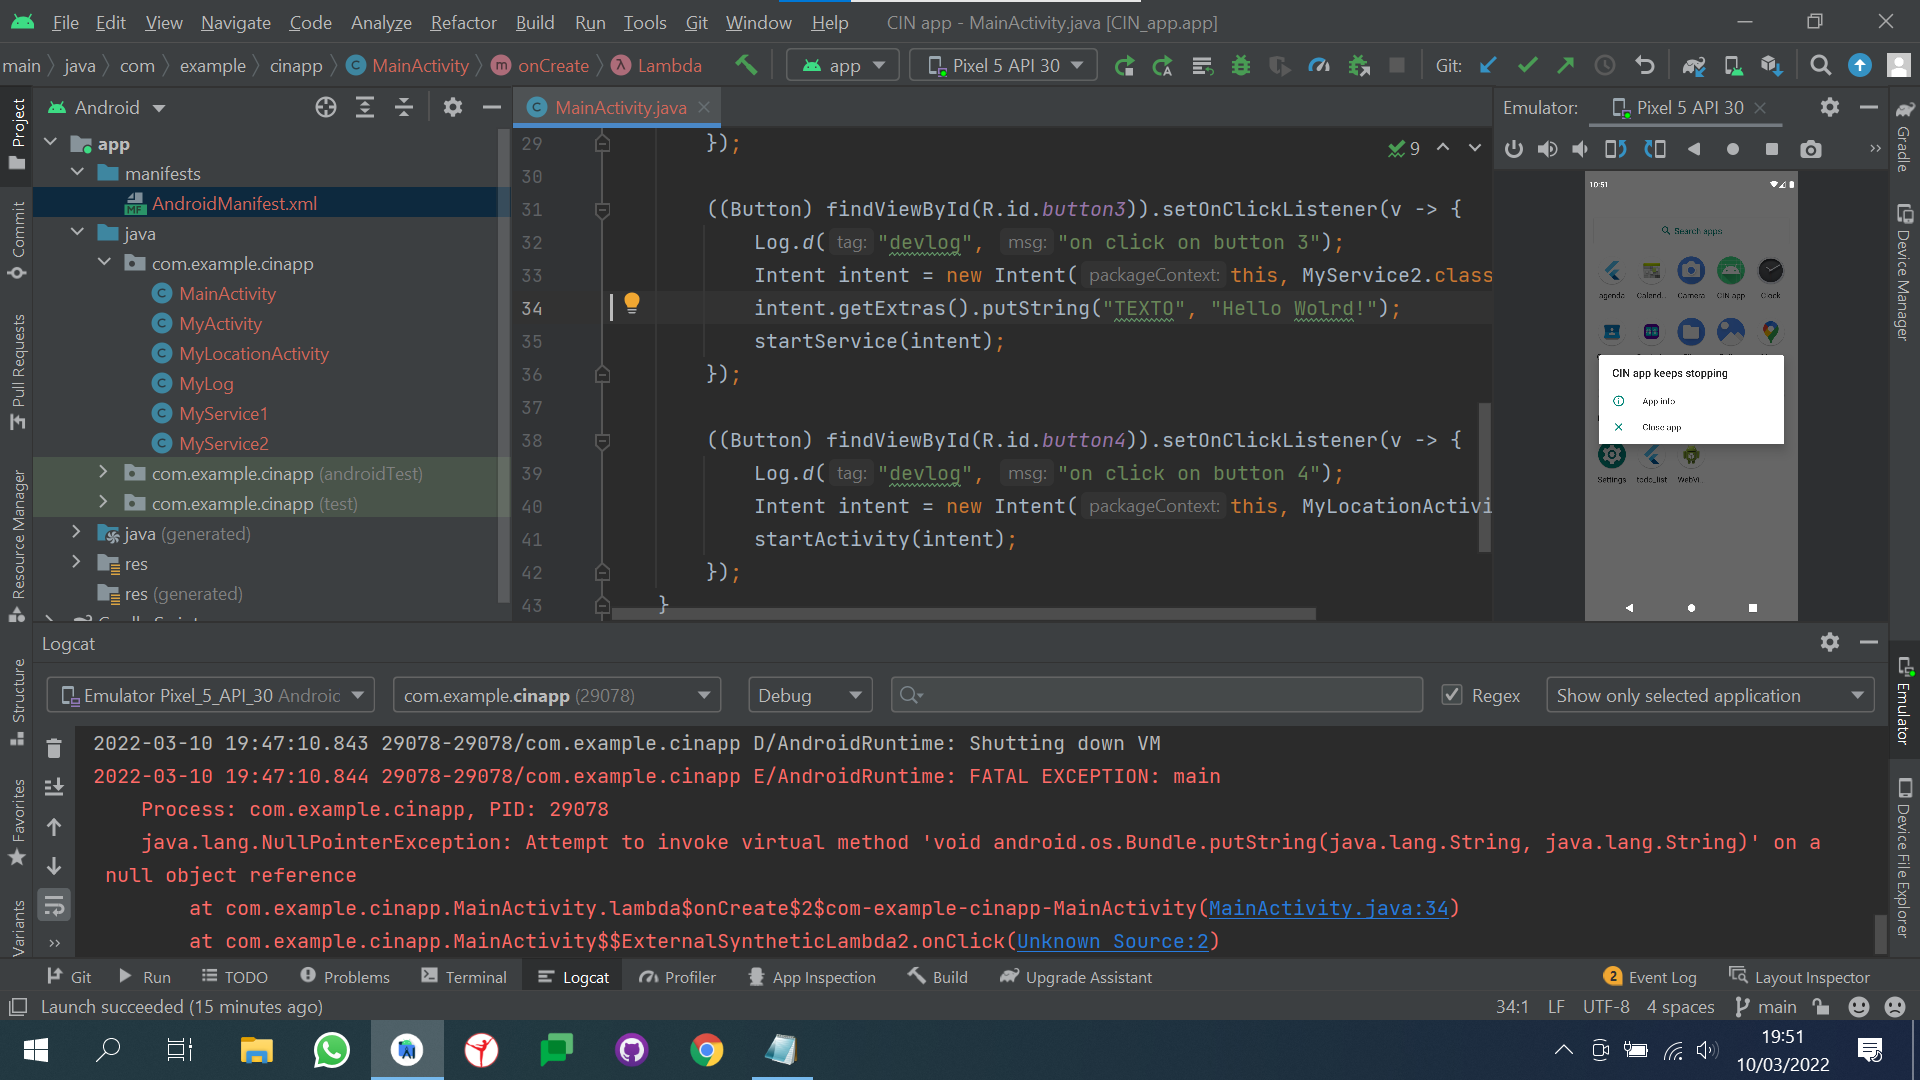 File Edit View Navigate Code Analyze Refactor Build Run Tools Git Window Help CIN app - MainActivity.java [CIN_app.app]
main java com example cinapp MainActivity onCreate Lambda app Pixel 5 API 30 Git:
Project
Commit
Pull Requests
Resource Manager
Structure
Favorites
Variants
Android
app
manifests
AndroidManifest.xml
java
com.example.cinapp
MainActivity
MyActivity
MyLocationActivity
MyLog
MyService1
MyService2
com.example.cinapp (androidTest)
com.example.cinapp (test)
java (generated)
res
res (generated)
MainActivity.java
9
29 });
30
31 ((Button) findViewById(R.id.button3)).setOnClickListener(v -> {
32 Log.d( tag: "devlog", msg: "on click on button 3");
33 Intent intent = new Intent( packageContext: this, MyService2.class
34 intent.getExtras().putString("TEXTO", "Hello Wolrd!");
35 startService(intent);
36 });
37
38 ((Button) findViewById(R.id.button4)).setOnClickListener(v -> {
39 Log.d( tag: "devlog", msg: "on click on button 4");
40 Intent intent = new Intent( packageContext: this, MyLocationActivi
41 startActivity(intent);
42 });
43 }
Emulator: Pixel 5 API 30
10:51
Search apps
agenda Calend... Camera CIN app Clock
CIN app keeps stopping
App info
Close app
Settings todo_list WebVi...
Gradle
Device Manager
Emulator
Device File Explorer
Logcat
Emulator Pixel_5_API_30 Androic com.example.cinapp (29078) Debug Regex Show only selected application
2022-03-10 19:47:10.843 29078-29078/com.example.cinapp D/AndroidRuntime: Shutting down VM
2022-03-10 19:47:10.844 29078-29078/com.example.cinapp E/AndroidRuntime: FATAL EXCEPTION: main
Process: com.example.cinapp, PID: 29078
java.lang.NullPointerException: Attempt to invoke virtual method 'void android.os.Bundle.putString(java.lang.String, java.lang.String)' on a
null object reference
at com.example.cinapp.MainActivity.lambda$onCreate$2$com-example-cinapp-MainActivity(MainActivity.java:34)
at com.example.cinapp.MainActivity$$ExternalSyntheticLambda2.onClick(Unknown Source:2)
Git Run TODO Problems Terminal Logcat Profiler App Inspection Build Upgrade Assistant 2 Event Log Layout Inspector
Launch succeeded (15 minutes ago) 34:1 LF UTF-8 4 spaces main
19:51
10/03/2022